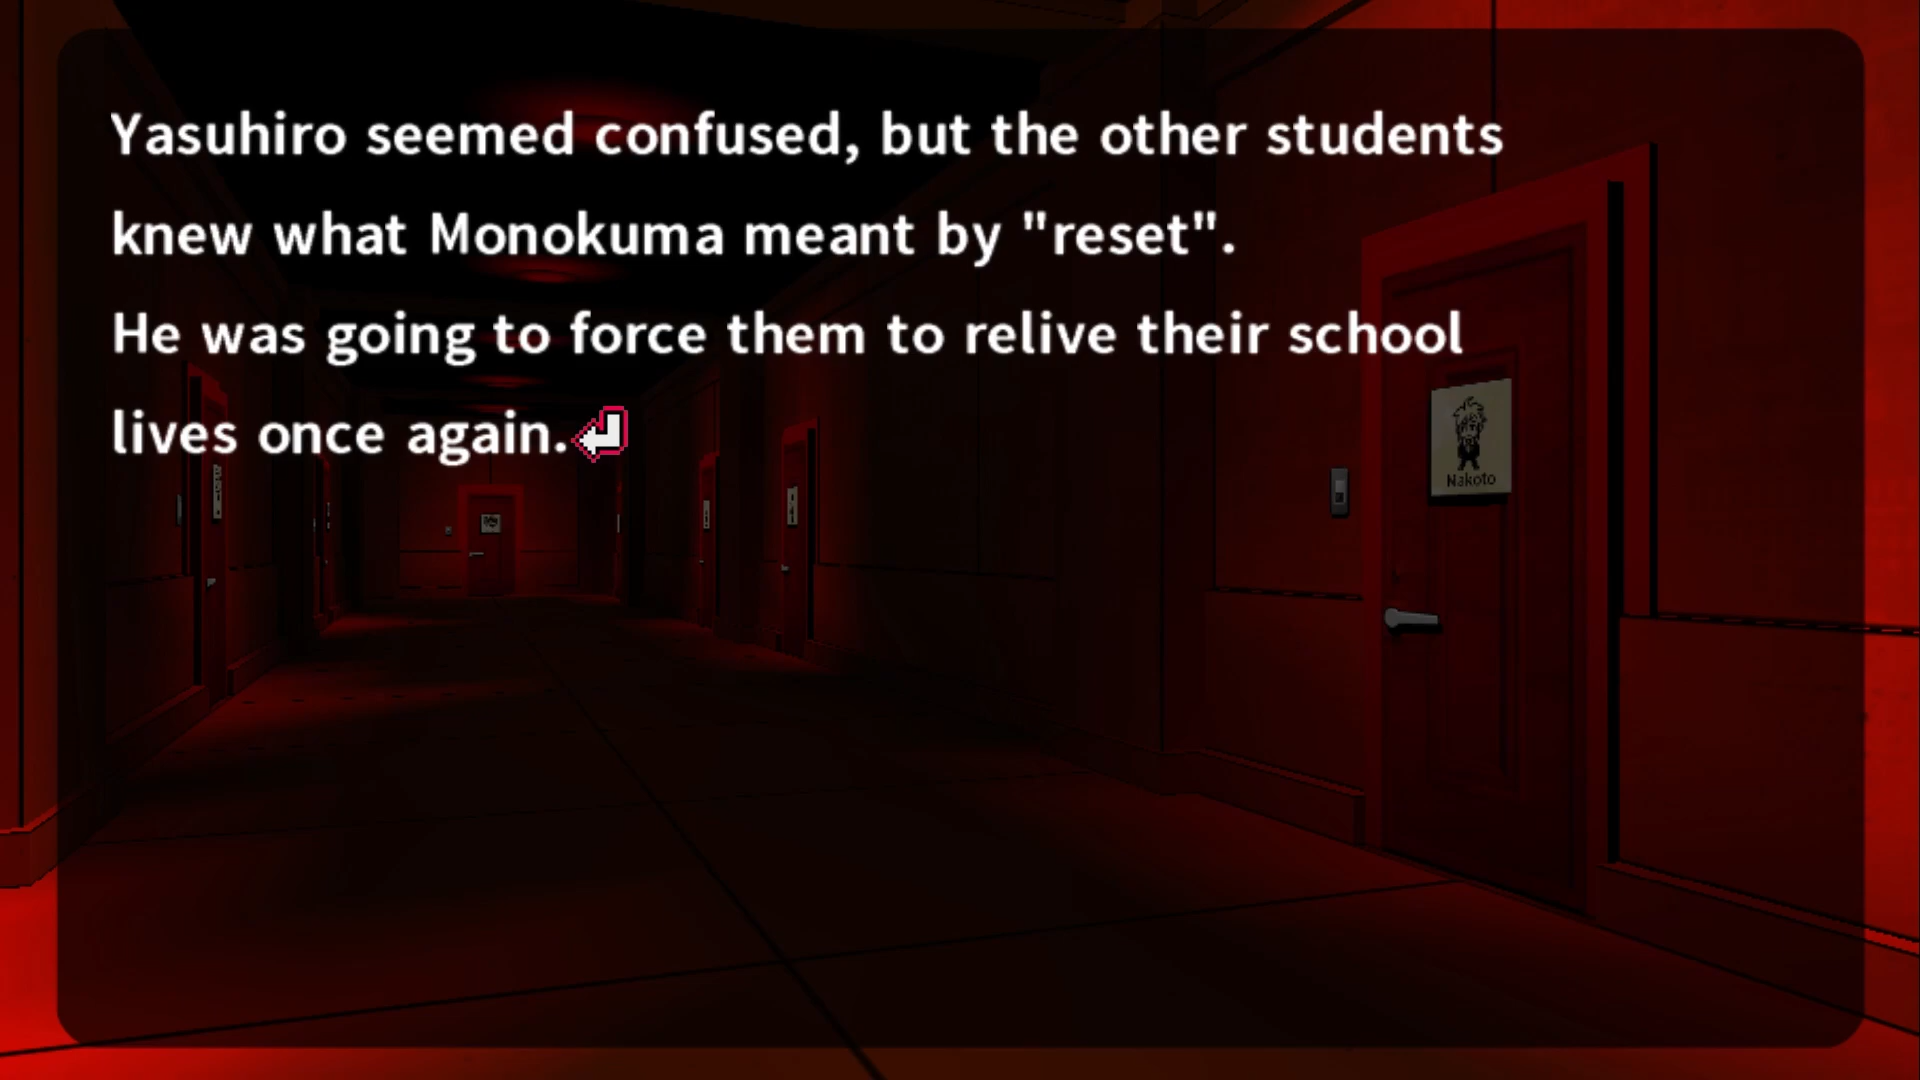 Yasuhiro seemed confused, but the other students
knew what Monokuma meant by "reset".
He was going to force them to relive their school
lives once again.
Nakoto